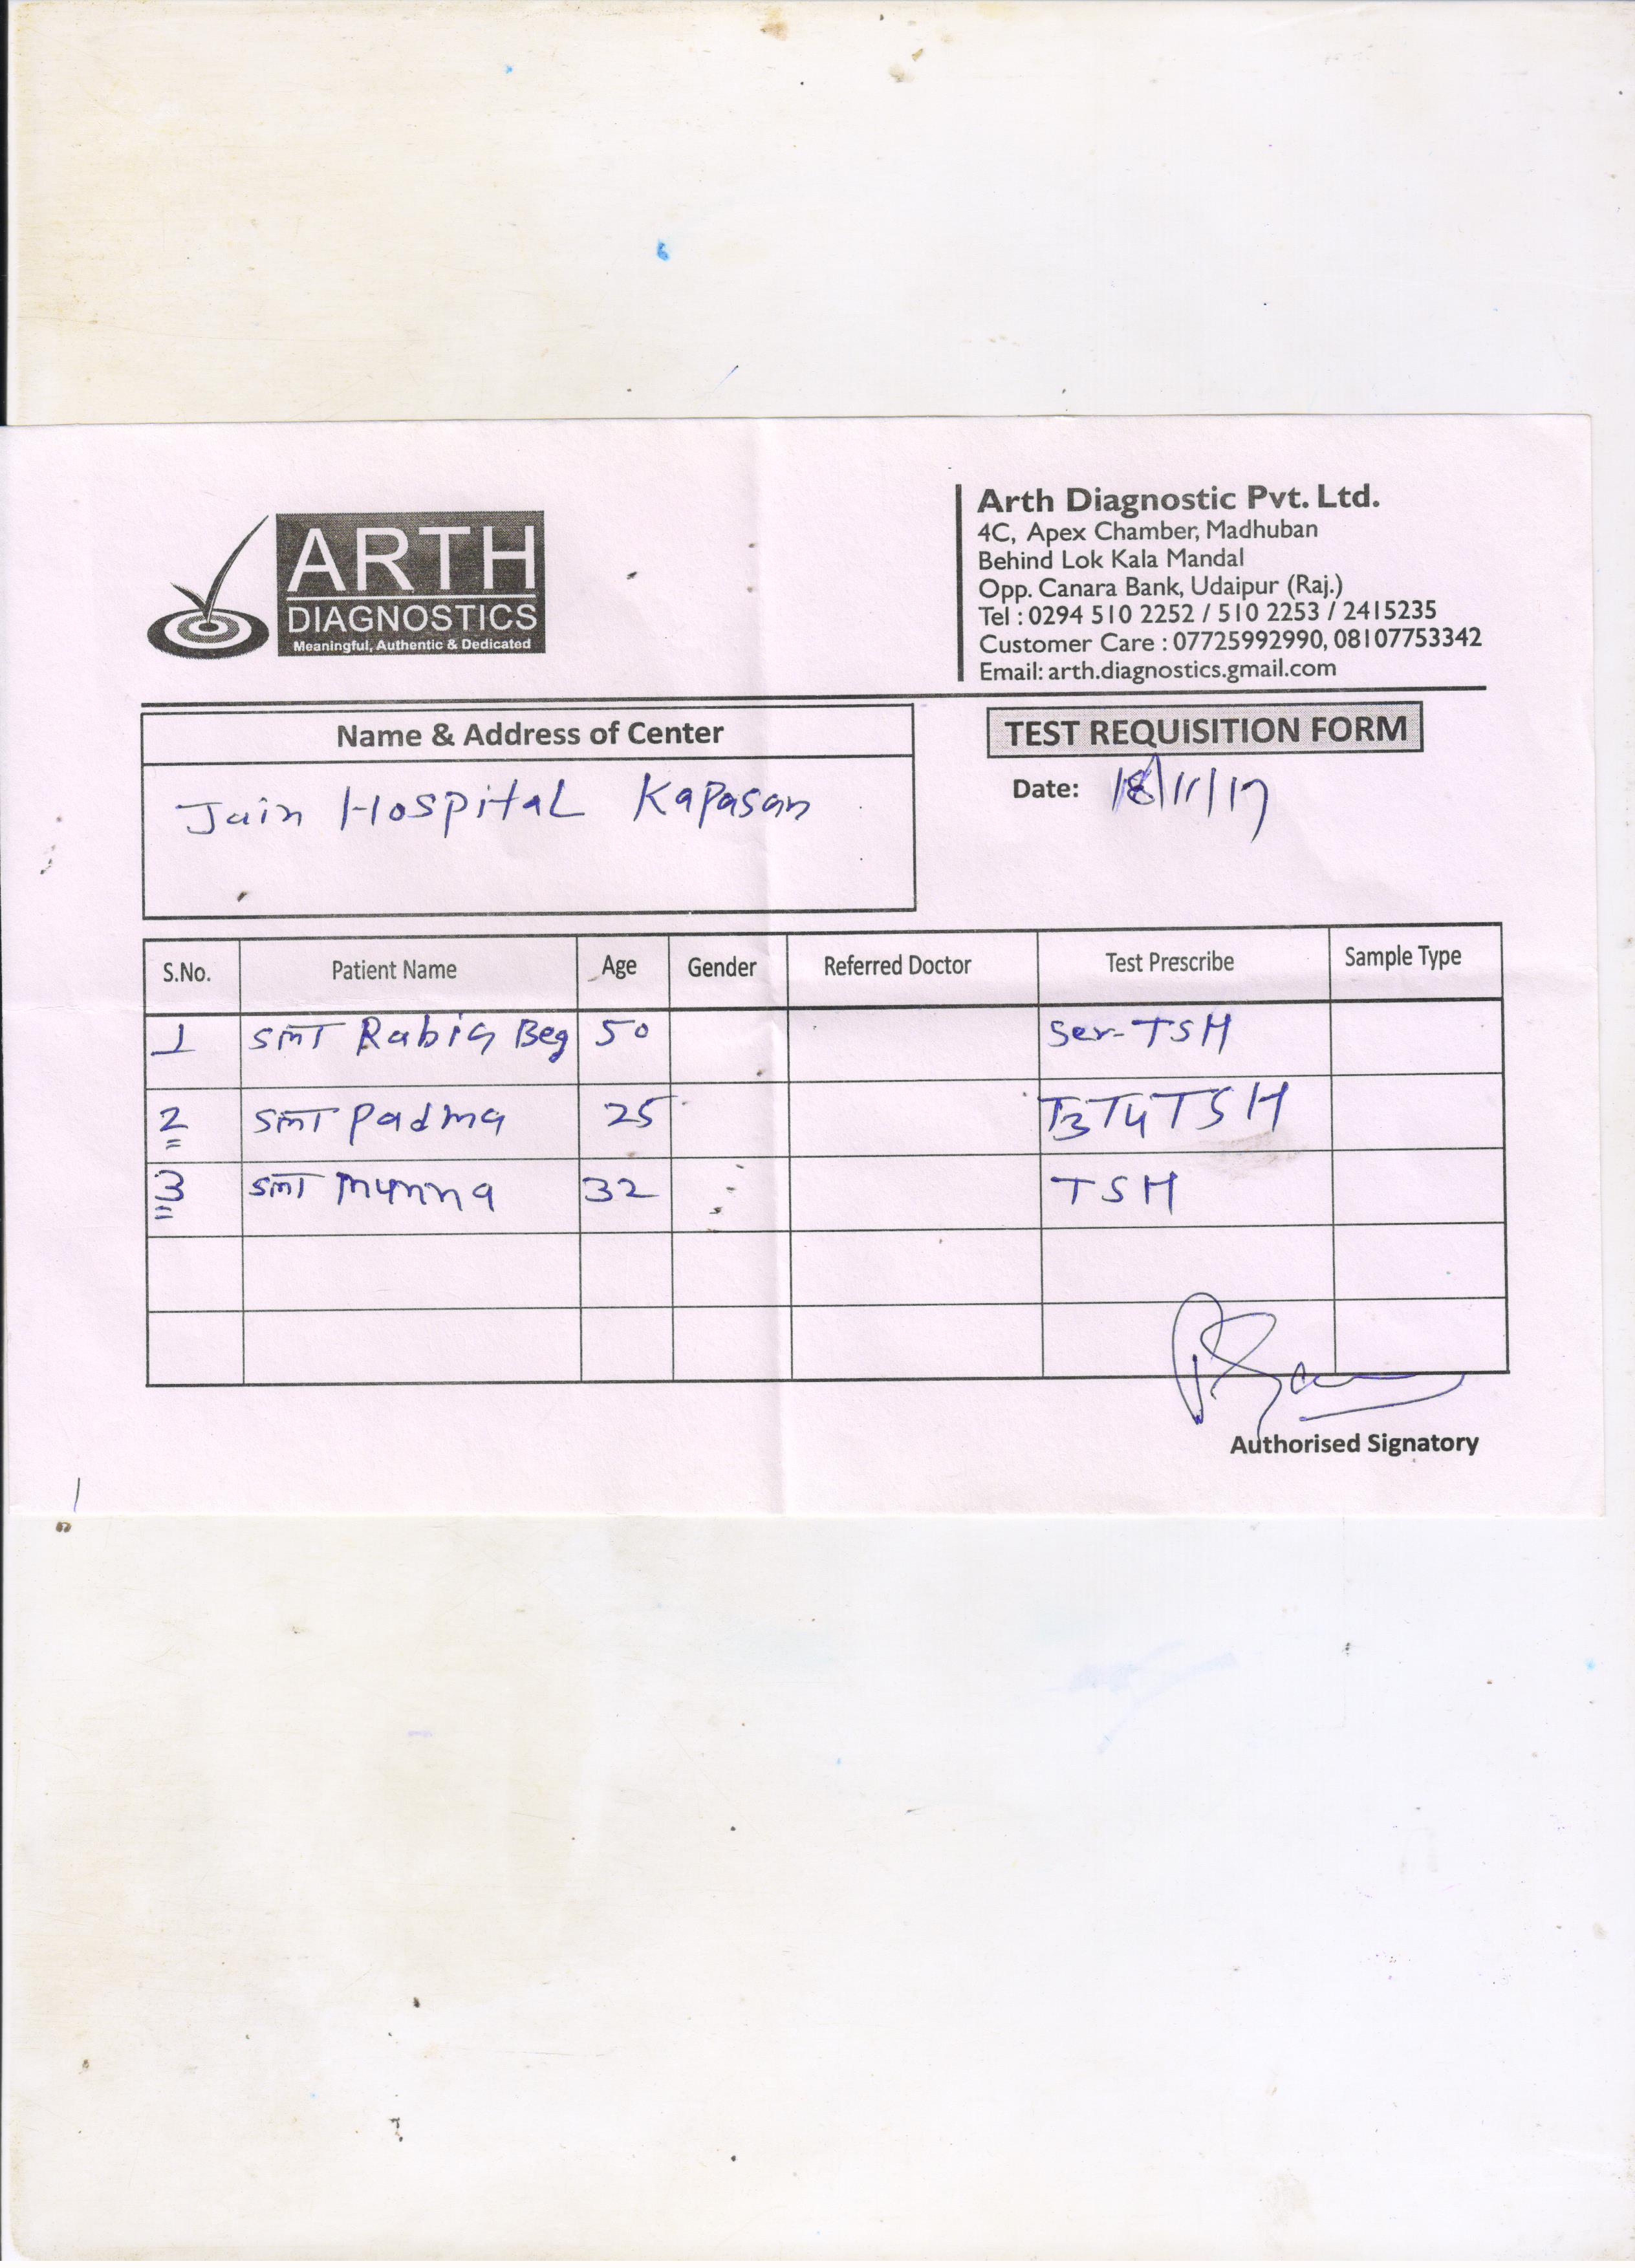 ARTH
DIAGNOSTICS
Meaningful, Authentic & Dedicated
Arth Diagnostic Pvt. Ltd.
4C, Apex Chamber, Madhuban
Behind Lok Kala Mandal
Opp. Canara Bank, Udaipur (Raj.)
Tel : 0294 510 2252 / 510 2253 / 2415235
Customer Care : 07725992990, 08107753342
Email: arth.diagnostics.gmail.com
Name & Address of Center
TEST REQUISITION FORM
Jain Hospital Kapasan
Date: 18/11/17
S.No. Patient Name Age Gender Referred Doctor Test Prescribe Sample Type
1 SMT Rabia Beg 50 Ser-TSH
2 SMT Padma 25 T3T4TSH
3 SMT Munna 32 TSH
Authorised Signatory